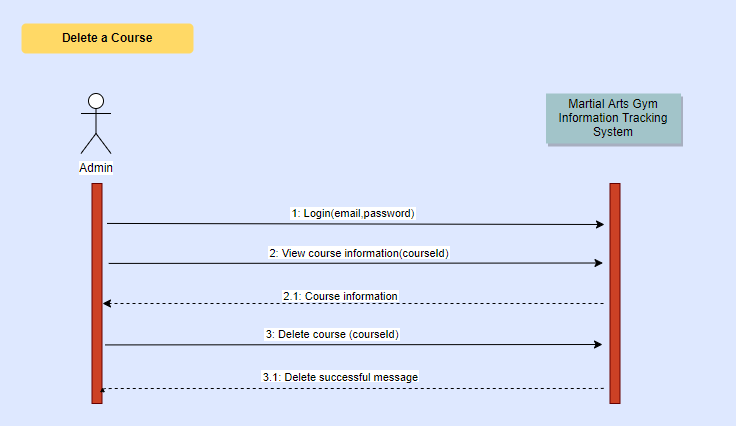 Delete a Course
Admin
Martial Arts Gym
Information Tracking
System
1: Login(email,password)
2: View course information(courseId)
2.1: Course information
3: Delete course (courseId)
3.1: Delete successful message